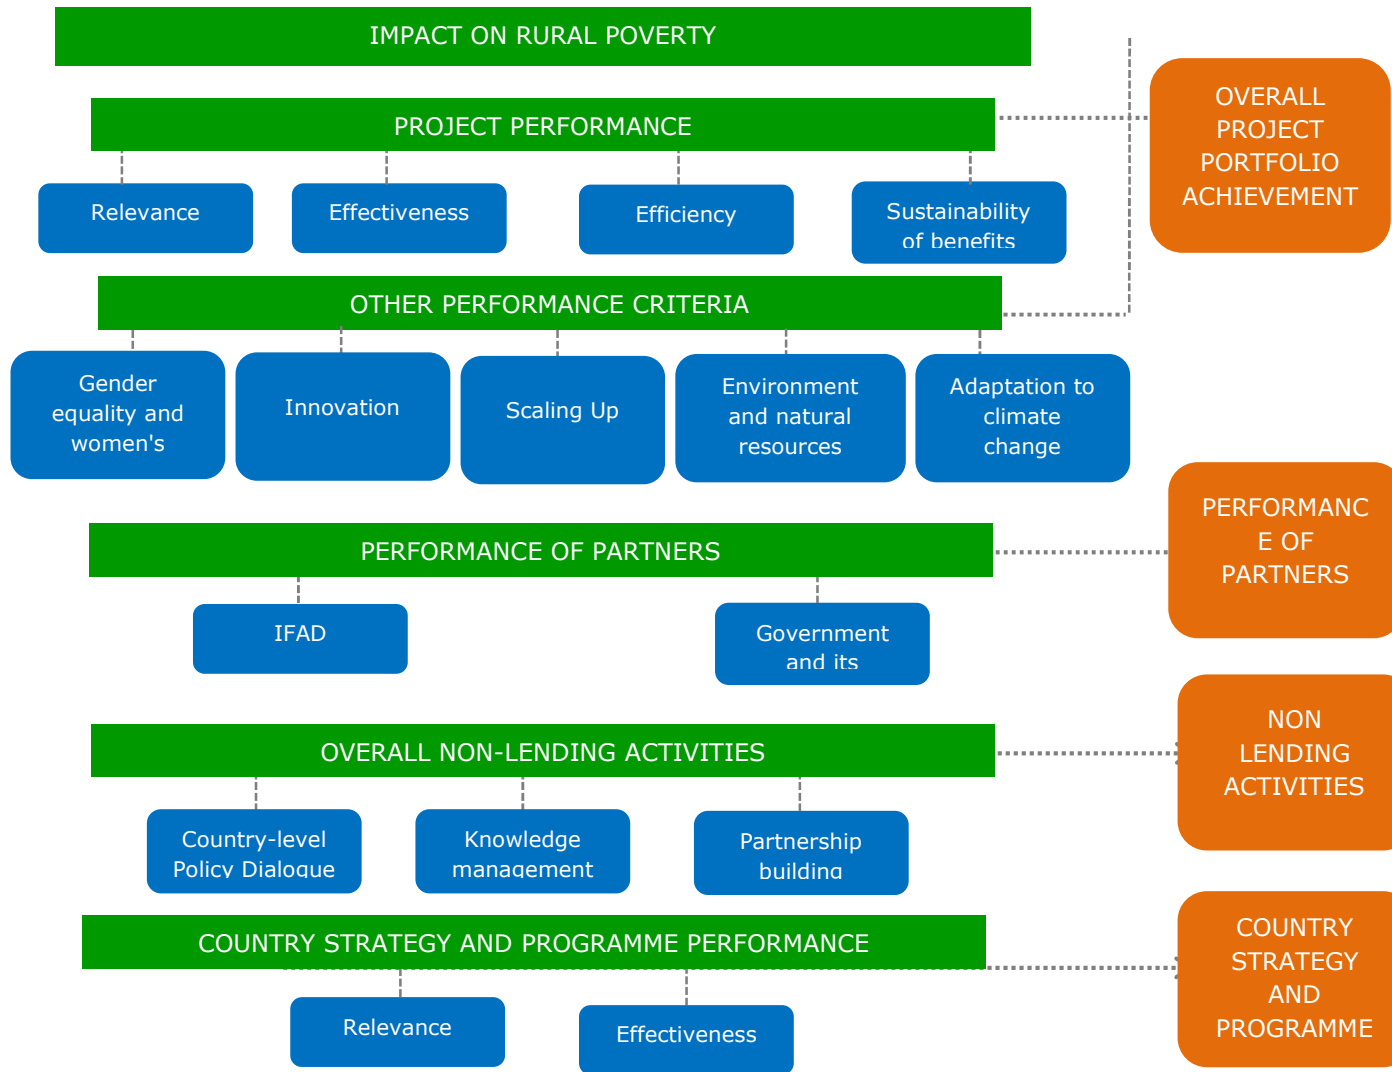 IMPACT ON RURAL POVERTY
OVERALL
PROJECT
PORTFOLIO
ACHIEVEMENT
PROJECT PERFORMANCE
Relevance
Effectiveness
Efficiency
Sustainability
of benefits
OTHER PERFORMANCE CRITERIA
Gender
equality and
women's
Innovation
Scaling Up
Environment
and natural
resources
Adaptation to
climate
change
PERFORMANC
E OF
PARTNERS
PERFORMANCE OF PARTNERS
IFAD
Government
and its
OVERALL NON-LENDING ACTIVITIES
NON
LENDING
ACTIVITIES
Country-level
Policy Dialogue
Knowledge
management
Partnership
building
COUNTRY STRATEGY AND PROGRAMME PERFORMANCE
COUNTRY
STRATEGY
AND
PROGRAMME
Relevance
Effectiveness